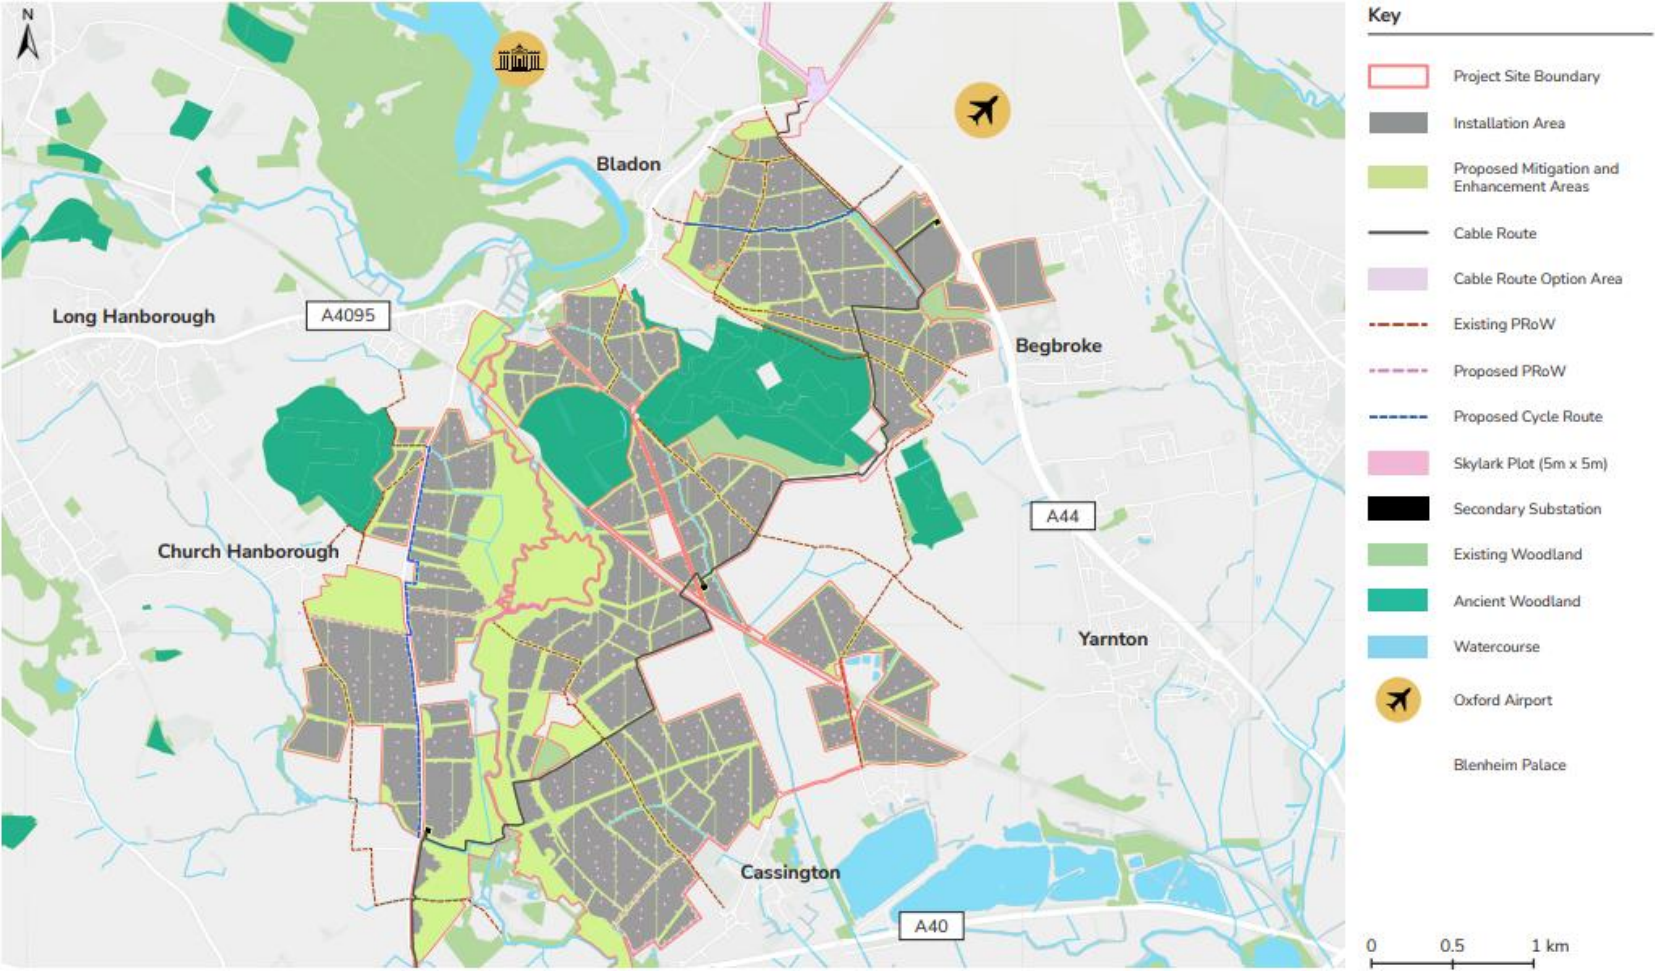 N
Bladon
Long Hanborough
A4095
Begbroke
A44
Church Hanborough
Yarnton
Cassington
A40
Key
Project Site Boundary
Installation Area
Proposed Mitigation and
Enhancement Areas
Cable Route
Cable Route Option Area
Existing PRoW
Proposed PRoW
Proposed Cycle Route
Skylark Plot (5m x 5m)
Secondary Substation
Existing Woodland
Ancient Woodland
Watercourse
Oxford Airport
Blenheim Palace
0 0.5 1 km